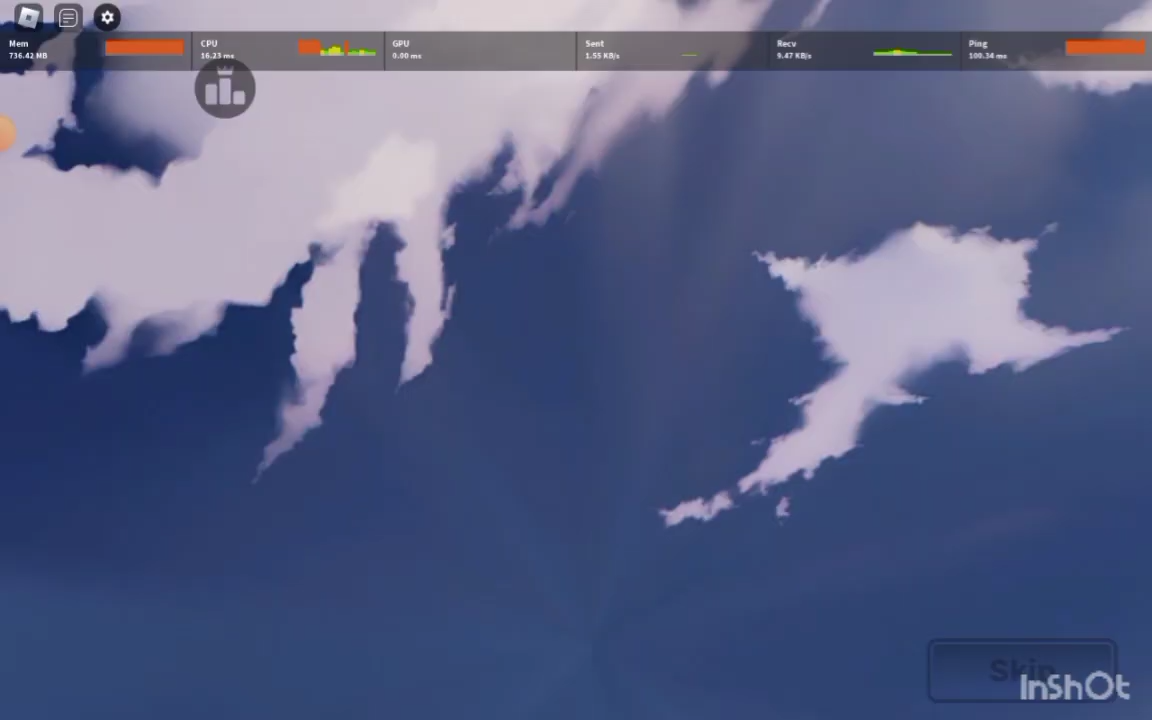 Mem
736.42 MB
CPU
16.23 ms
GPU
0.00 ms
Sent
1.55 KB/s
Recv
9.47 KB/s
Ping
100.34 ms
Skip
InShOt